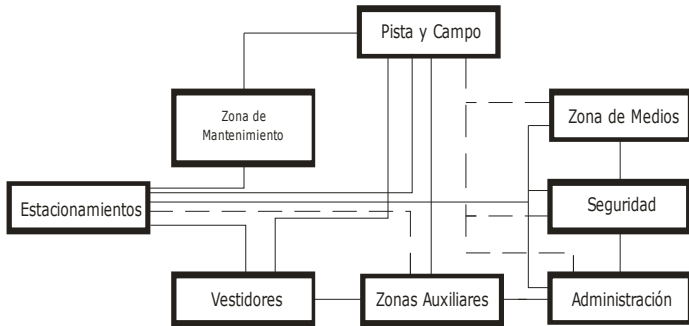 Pista y Campo
Zona de
Mantenimiento
Zona de Medios
Estacionamientos
Seguridad
Vestidores
Zonas Auxiliares
Administración